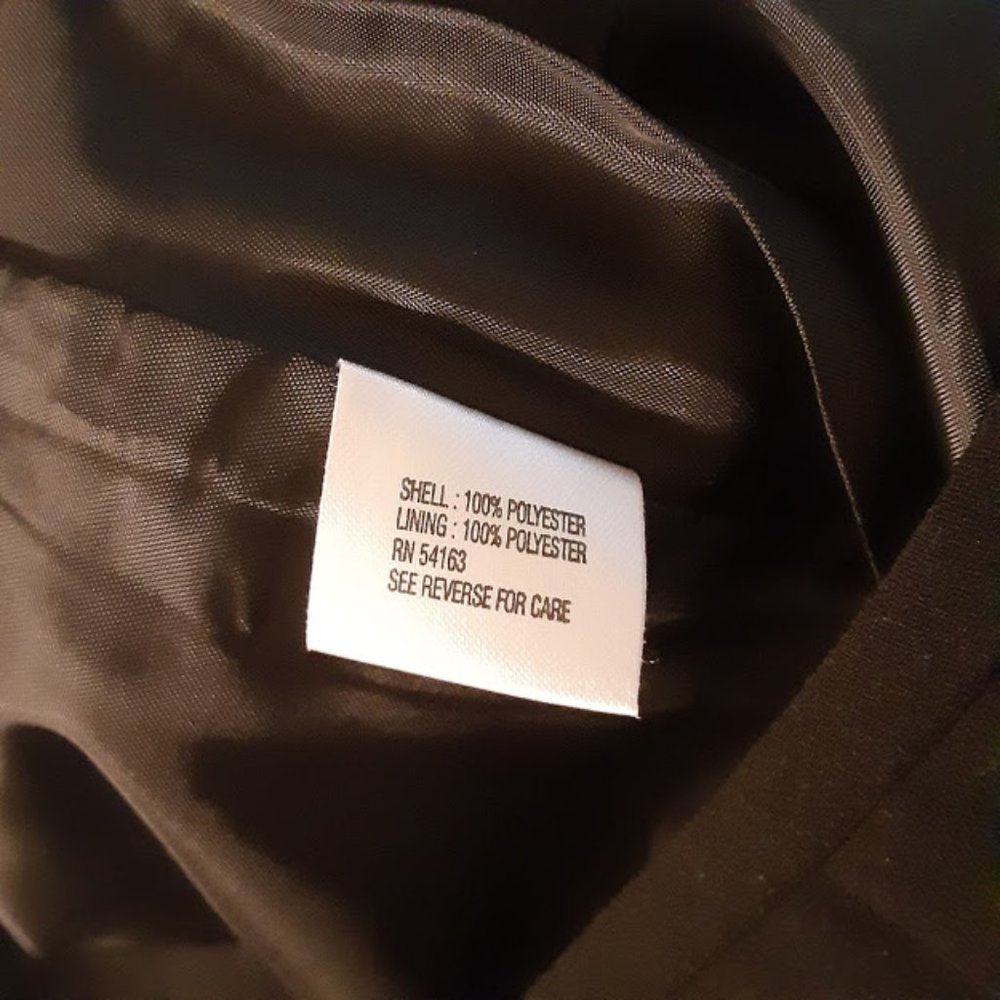 SHELL : 100% POLYESTER
LINING : 100% POLYESTER
RN 54163
SEE REVERSE FOR CARE